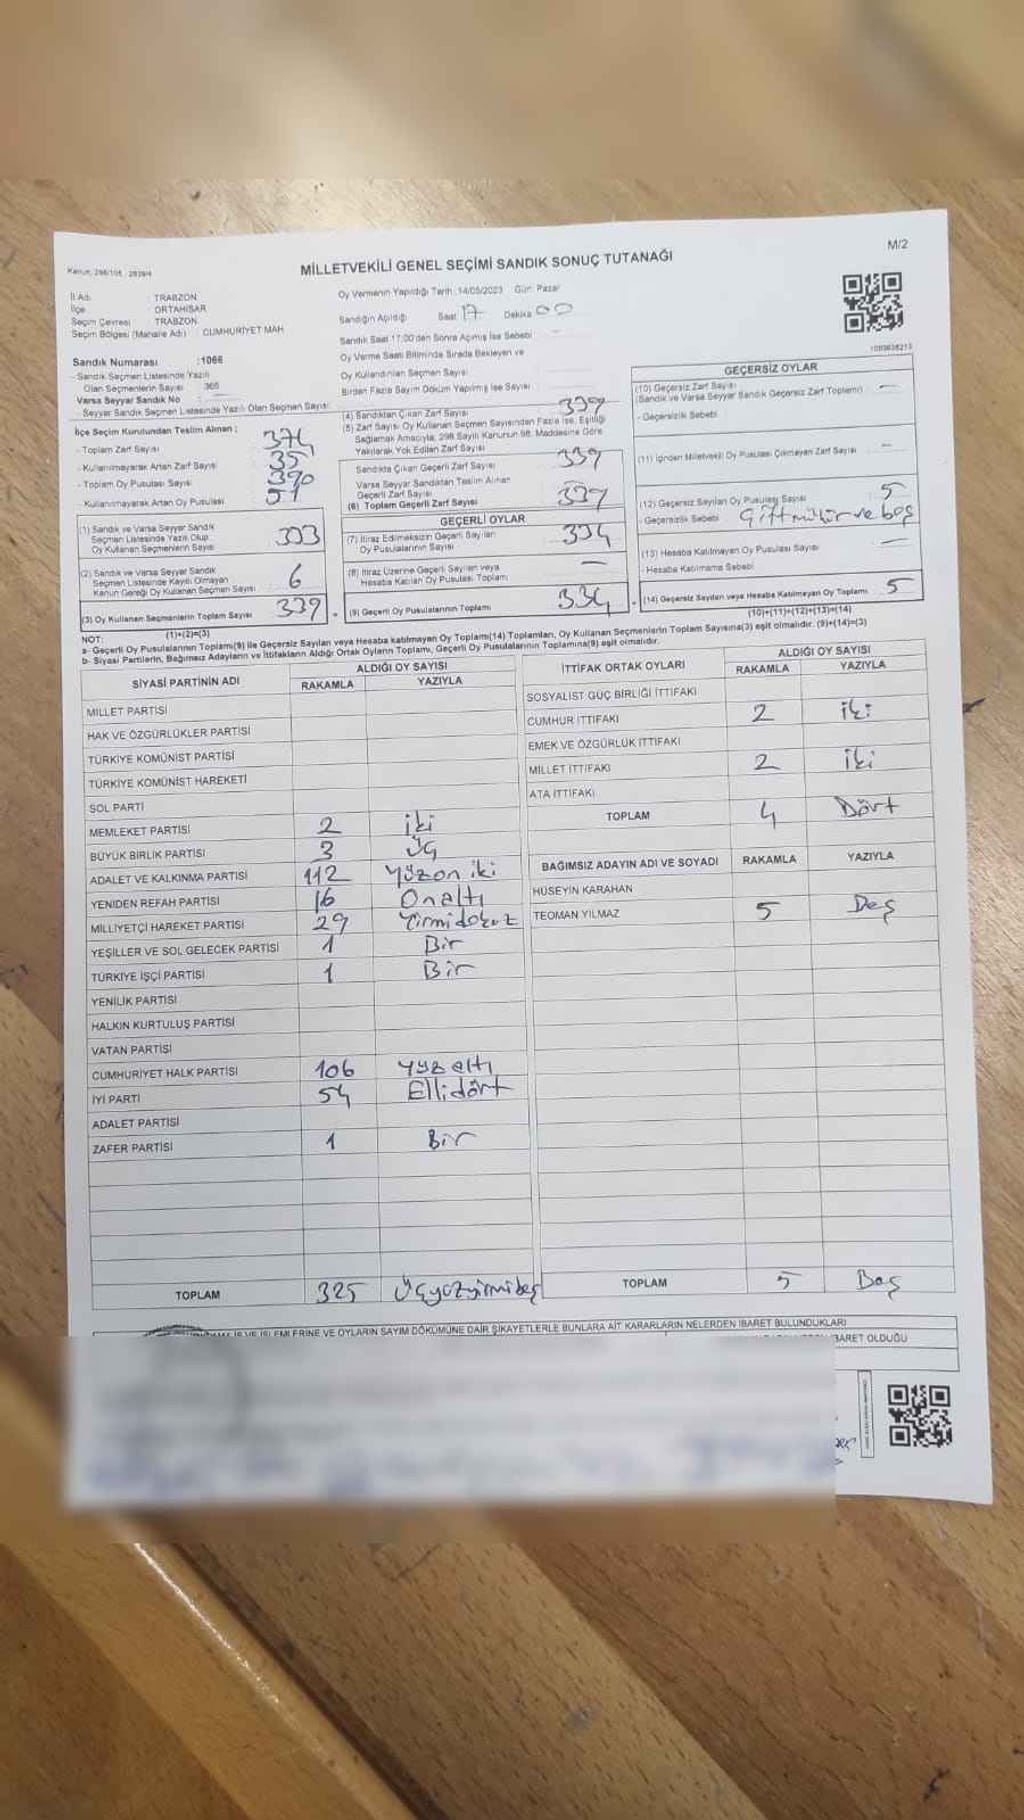 M/2
Kanun, 298/105 - 2839/4
MİLLETVEKİLİ GENEL SEÇİMİ SANDIK SONUÇ TUTANAĞI
İl Adı : TRABZON
İlçe : ORTAHİSAR
Seçim Çevresi : TRABZON
Seçim Bölgesi (Mahalle Adı) : CUMHURİYET MAH
Oy Vermenin Yapıldığı Tarih :14/05/2023 Gün: Pazar
Sandığın Açıldığı Saat 17 Dakika 00
Sandık Saat 17:00'den Sonra Açılmış İse Sebebi
Oy Verme Saati Bitiminde Sırada Bekleyen ve
Oy Kullandırılan Seçmen Sayısı
Birden Fazla Sayım Döküm Yapılmış İse Sayısı
Sandık Numarası :1066
- Sandık Seçmen Listesinde Yazılı
Olan Seçmenlerin Sayısı : 365
Varsa Seyyar Sandık No
- Seyyar Sandık Seçmen Listesinde Yazılı Olan Seçmen Sayısı:
İlçe Seçim Kurulundan Teslim Alınan :
- Toplam Zarf Sayısı 374
- Kullanılmayarak Artan Zarf Sayısı 35
- Toplam Oy Pusulası Sayısı 390
- Kullanılmayarak Artan Oy Pusulası 51
(1) Sandık ve Varsa Seyyar Sandık
Seçmen Listesinde Yazılı Olup
Oy Kullanan Seçmenlerin Sayısı 333
(2) Sandık ve Varsa Seyyar Sandık
Seçmen Listesinde Kayıtlı Olmayan
Kanun Gereği Oy Kullanan Seçmen Sayısı 6
(3) Oy Kullanan Seçmenlerin Toplam Sayısı 339
(1)+(2)=(3)
(4) Sandıktan Çıkan Zarf Sayısı 339
(5) Zarf Sayısı Oy Kullanan Seçmen Sayısından Fazla İse, Eşitliği
Sağlamak Amacıyla, 298 Sayılı Kanunun 98. Maddesine Göre
Yakılarak Yok Edilen Zarf Sayısı
Sandıkta Çıkan Geçerli Zarf Sayısı 339
Varsa Seyyar Sandıktan Teslim Alınan
Geçerli Zarf Sayısı
(6) Toplam Geçerli Zarf Sayısı 339
GEÇERLİ OYLAR
(7) İtiraz Edilmeksizin Geçerli Sayılan
Oy Pusulalarının Sayısı 334
(8) İtiraz Üzerine Geçerli Sayılan veya
Hesaba Katılan Oy Pusulası Toplamı —
(9) Geçerli Oy Pusulalarının Toplamı 334
GEÇERSİZ OYLAR
(10) Geçersiz Zarf Sayısı
(Sandık ve Varsa Seyyar Sandık Geçersiz Zarf Toplamı) —
- Geçersizlik Sebebi
(11) İçinden Milletvekili Oy Pusulası Çıkmayan Zarf Sayısı —
(12) Geçersiz Sayılan Oy Pusulası Sayısı 5
- Geçersizlik Sebebi Çift mühür ve boş
(13) Hesaba Katılmayan Oy Pusulası Sayısı —
- Hesaba Katılmama Sebebi
(14) Geçersiz Sayılan veya Hesaba Katılmayan Oy Toplamı 5
(10)+(11)+(12)+(13)=(14)
NOT:
a- Geçerli Oy Pusulalarının Toplamı(9) ile Geçersiz Sayılan veya Hesaba katılmayan Oy Toplamı(14) Toplamları, Oy Kullanan Seçmenlerin Toplam Sayısına(3) eşit olmalıdır. (9)+(14)=(3)
b- Siyasi Partilerin, Bağımsız Adayların ve İttifakların Aldığı Ortak Oyların Toplamı, Geçerli Oy Pusulalarının Toplamına(9) eşit olmalıdır.
SİYASİ PARTİNİN ADI ALDIĞI OY SAYISI
RAKAMLA YAZIYLA
MİLLET PARTİSİ
HAK VE ÖZGÜRLÜKLER PARTİSİ
TÜRKİYE KOMÜNİST PARTİSİ
TÜRKİYE KOMÜNİST HAREKETİ
SOL PARTİ
MEMLEKET PARTİSİ 2 iki
BÜYÜK BİRLİK PARTİSİ 3 üç
ADALET VE KALKINMA PARTİSİ 112 yüzon iki
YENİDEN REFAH PARTİSİ 16 Onaltı
MİLLİYETÇİ HAREKET PARTİSİ 29 Yirmidokuz
YEŞİLLER VE SOL GELECEK PARTİSİ 1 Bir
TÜRKİYE İŞÇİ PARTİSİ 1 Bir
YENİLİK PARTİSİ
HALKIN KURTULUŞ PARTİSİ
VATAN PARTİSİ
CUMHURİYET HALK PARTİSİ 106 yüz altı
İYİ PARTİ 54 Ellidört
ADALET PARTİSİ
ZAFER PARTİSİ 1 Bir
TOPLAM 325 Üçyüzyirmibeş
İTTİFAK ORTAK OYLARI ALDIĞI OY SAYISI
RAKAMLA YAZIYLA
SOSYALİST GÜÇ BİRLİĞİ İTTİFAKI
CUMHUR İTTİFAKI 2 iki
EMEK VE ÖZGÜRLÜK İTTİFAKI
MİLLET İTTİFAKI 2 iki
ATA İTTİFAKI
TOPLAM 4 Dört
BAĞIMSIZ ADAYIN ADI VE SOYADI RAKAMLA YAZIYLA
HÜSEYİN KARAHAN
TEOMAN YILMAZ 5 Beş
TOPLAM 5 Beş
İŞ VE İŞLEMLERİNE VE OYLARIN SAYIM DÖKÜMÜNE DAİR ŞİKAYETLERLE BUNLARA AİT KARARLARIN NELERDEN İBARET BULUNDUKLARI
BARET OLDUĞU